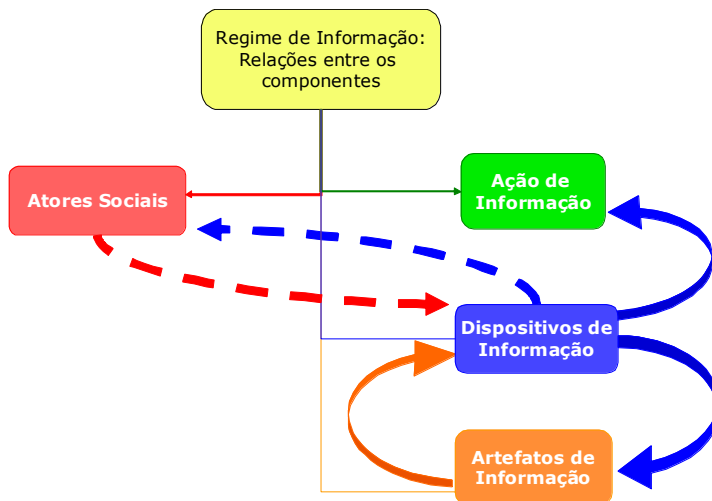 Regime de Informação:
Relações entre os
componentes
Atores Sociais
Ação de
Informação
Dispositivos de
Informação
Artefatos de
Informação